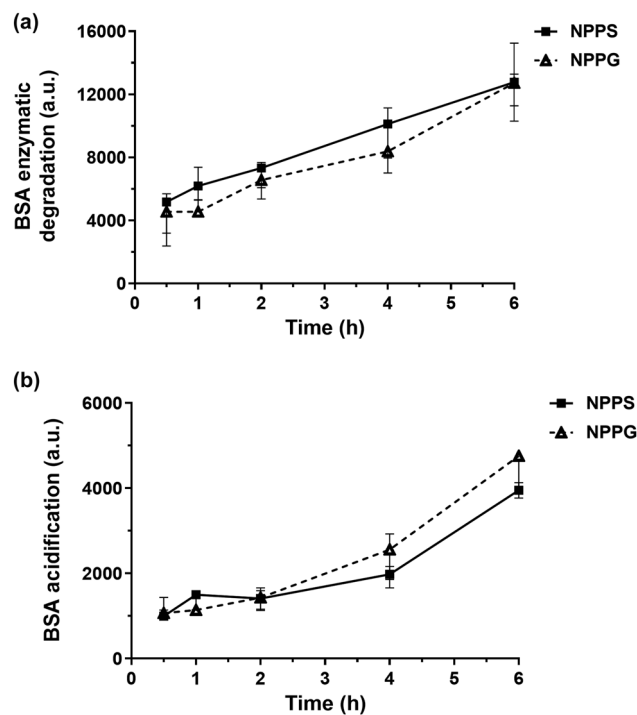 (a)
NPPS
NPPG
BSA enzymatic
degradation (a.u.)
16000
12000
8000
4000
0
0 1 2 3 4 5 6
Time (h)
(b)
NPPS
NPPG
BSA acidification (a.u.)
6000
4000
2000
0
0 1 2 3 4 5 6
Time (h)